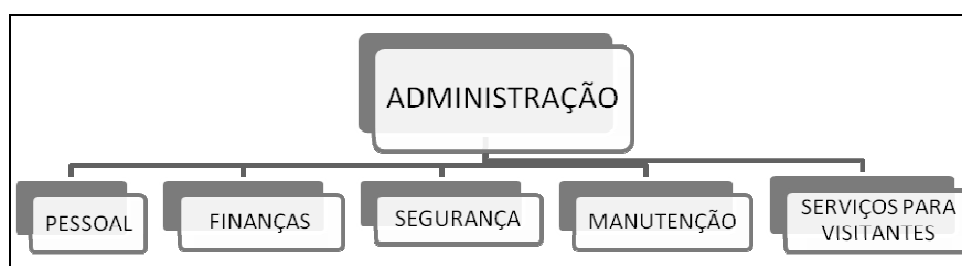 ADMINISTRAÇÃO
PESSOAL
FINANÇAS
SEGURANÇA
MANUTENÇÃO
SERVIÇOS PARA
VISITANTES